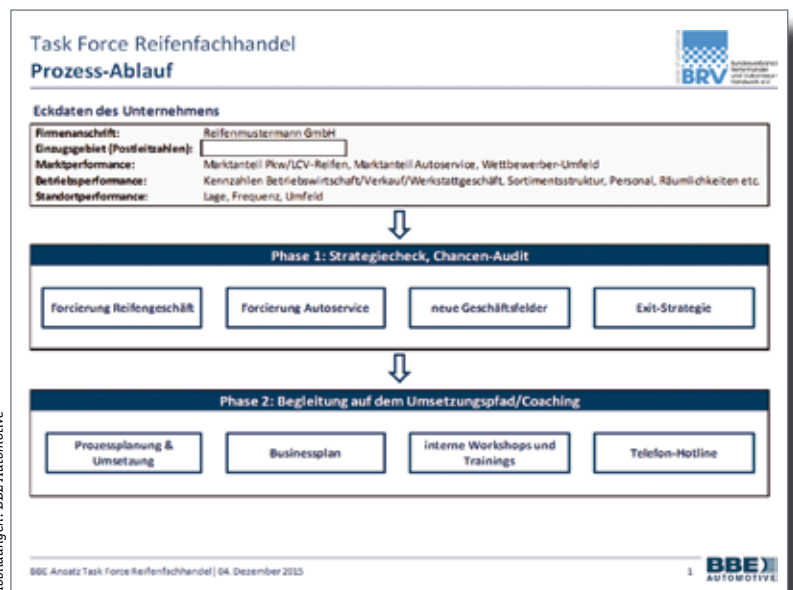 Task Force Reifenfachhandel
Prozess-Ablauf
BRV
Eckdaten des Unternehmens
Firmenanschrift: Reifenmustermann GmbH
Einzugsgebiet (Postleitzahlen):
Marktperformance: Marktanteil Pkw/LCV-Reifen, Marktanteil Autoservice, Wettbewerber-Umfeld
Betriebsperformance: Kennzahlen Betriebswirtschaft/Verkauf/Werkstattgeschäft, Sortimentsstruktur, Personal, Räumlichkeiten etc.
Standortperformance: Lage, Frequenz, Umfeld
Phase 1: Strategiecheck, Chancen-Audit
Forcierung Reifengeschäft
Forcierung Autoservice
neue Geschäftsfelder
Exit-Strategie
Phase 2: Begleitung auf dem Umsetzungspfad/Coaching
Prozessplanung &
Umsetzung
Businessplan
interne Workshops und
Trainings
Telefon-Hotline
BBE Ansatz Task Force Reifenfachhandel | 04. Dezember 2015
1
BBE
AUTOMOTIVE